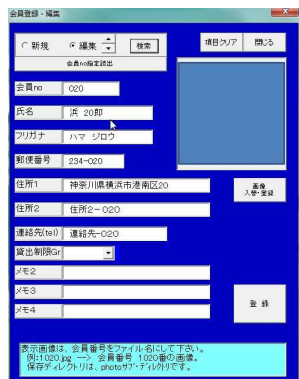 会員登録・編集
新規 編集 検索 項目クリア 閉じる
会員no指定読出
会員no 020
氏名 浜 20郎
フリガナ ハマ ジロウ
郵便番号 234-020
住所1 神奈川県横浜市港南区20
画像
入替・登録
住所2 住所2-020
連絡先(tel) 連絡先-020
貸出制限Gr
メモ2
メモ3
メモ4
登録
表示画像は、会員番号をファイル名にして下さい。
例:1020.jpg ―> 会員番号 1020番の画像。
保存ディレクトリは、photoサブ・ディレクトリです。